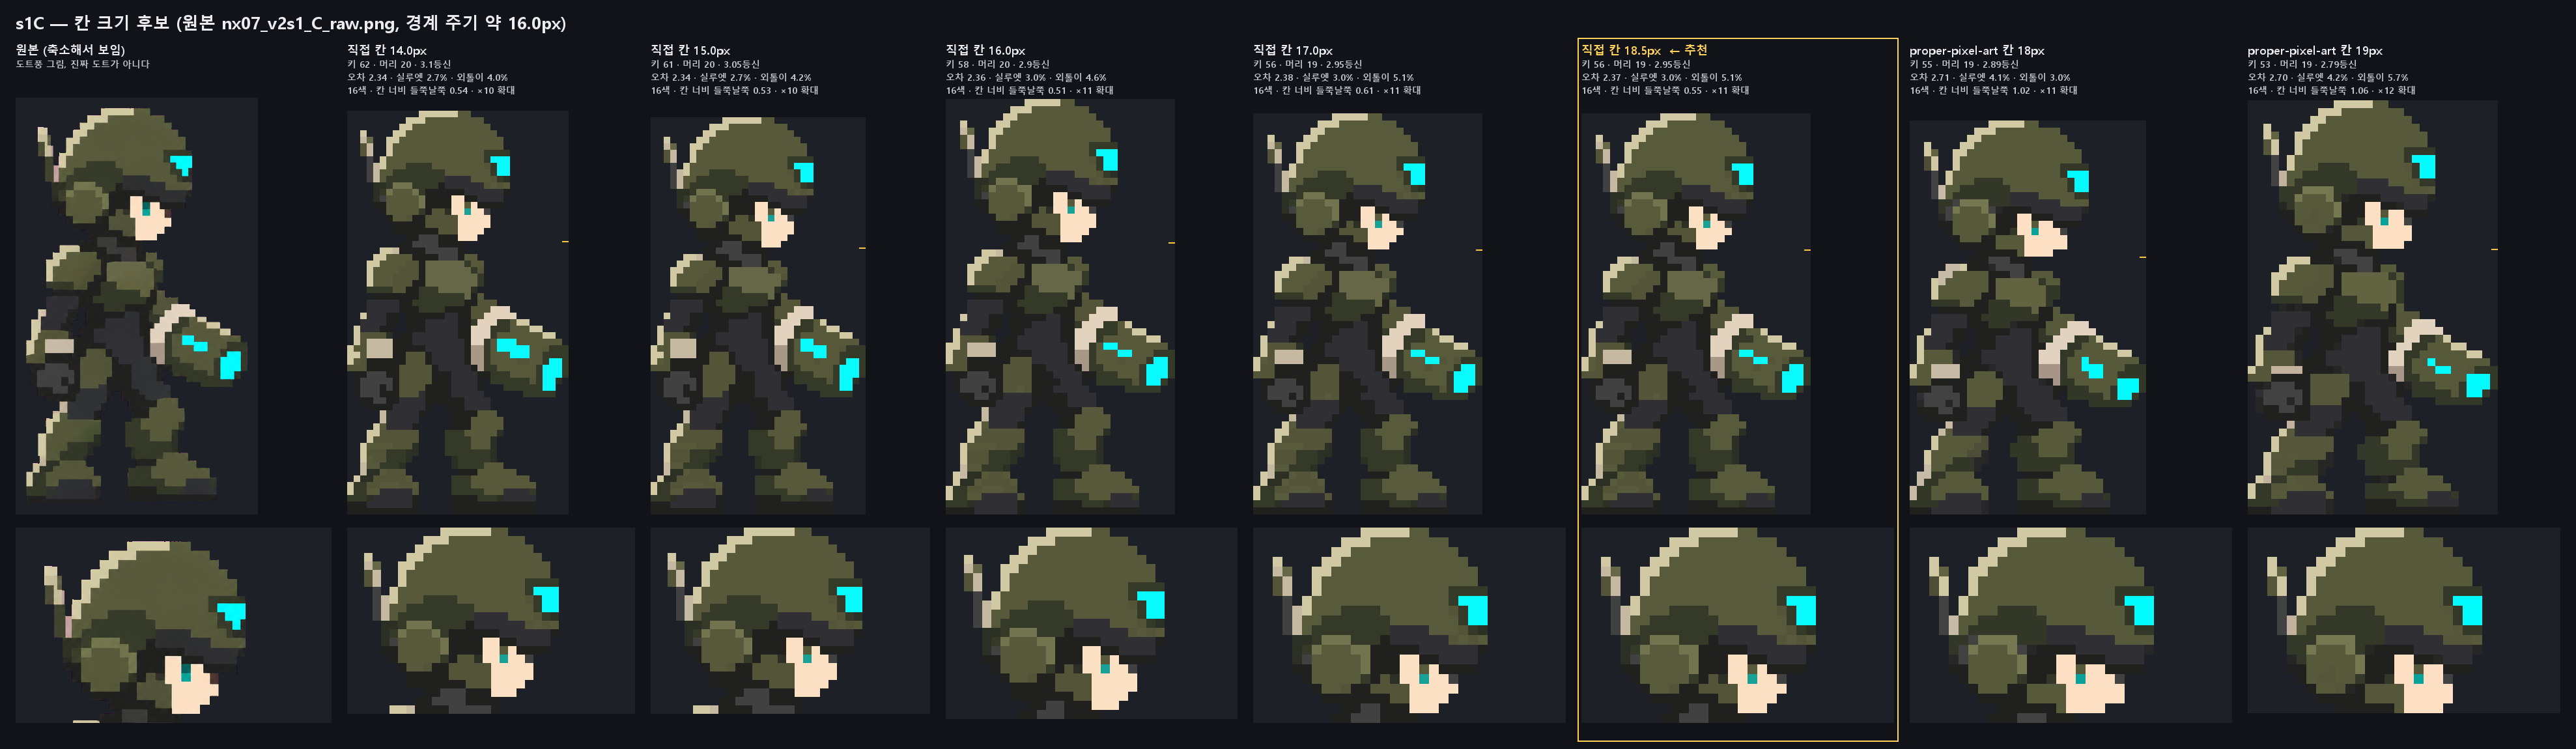 s1C — 칸 크기 후보 (원본 nx07_v2s1_C_raw.png, 경계 주기 약 16.0px)
원본 (축소해서 보임)
도트풍 그림, 진짜 도트가 아니다
직접 칸 14.0px
키 62 · 머리 20 · 3.1등신
오차 2.34 · 실루엣 2.7% · 외톨이 4.0%
16색 · 칸 너비 들쭉날쭉 0.54 · ×10 확대
직접 칸 15.0px
키 61 · 머리 20 · 3.05등신
오차 2.34 · 실루엣 2.7% · 외톨이 4.2%
16색 · 칸 너비 들쭉날쭉 0.53 · ×10 확대
직접 칸 16.0px
키 58 · 머리 20 · 2.9등신
오차 2.36 · 실루엣 3.0% · 외톨이 4.6%
16색 · 칸 너비 들쭉날쭉 0.51 · ×11 확대
직접 칸 17.0px
키 56 · 머리 19 · 2.95등신
오차 2.38 · 실루엣 3.0% · 외톨이 5.1%
16색 · 칸 너비 들쭉날쭉 0.61 · ×11 확대
직접 칸 18.5px ← 추천
키 56 · 머리 19 · 2.95등신
오차 2.37 · 실루엣 3.0% · 외톨이 5.1%
16색 · 칸 너비 들쭉날쭉 0.55 · ×11 확대
proper-pixel-art 칸 18px
키 55 · 머리 19 · 2.89등신
오차 2.71 · 실루엣 4.1% · 외톨이 3.0%
16색 · 칸 너비 들쭉날쭉 1.02 · ×11 확대
proper-pixel-art 칸 19px
키 53 · 머리 19 · 2.79등신
오차 2.70 · 실루엣 4.2% · 외톨이 5.7%
16색 · 칸 너비 들쭉날쭉 1.06 · ×12 확대